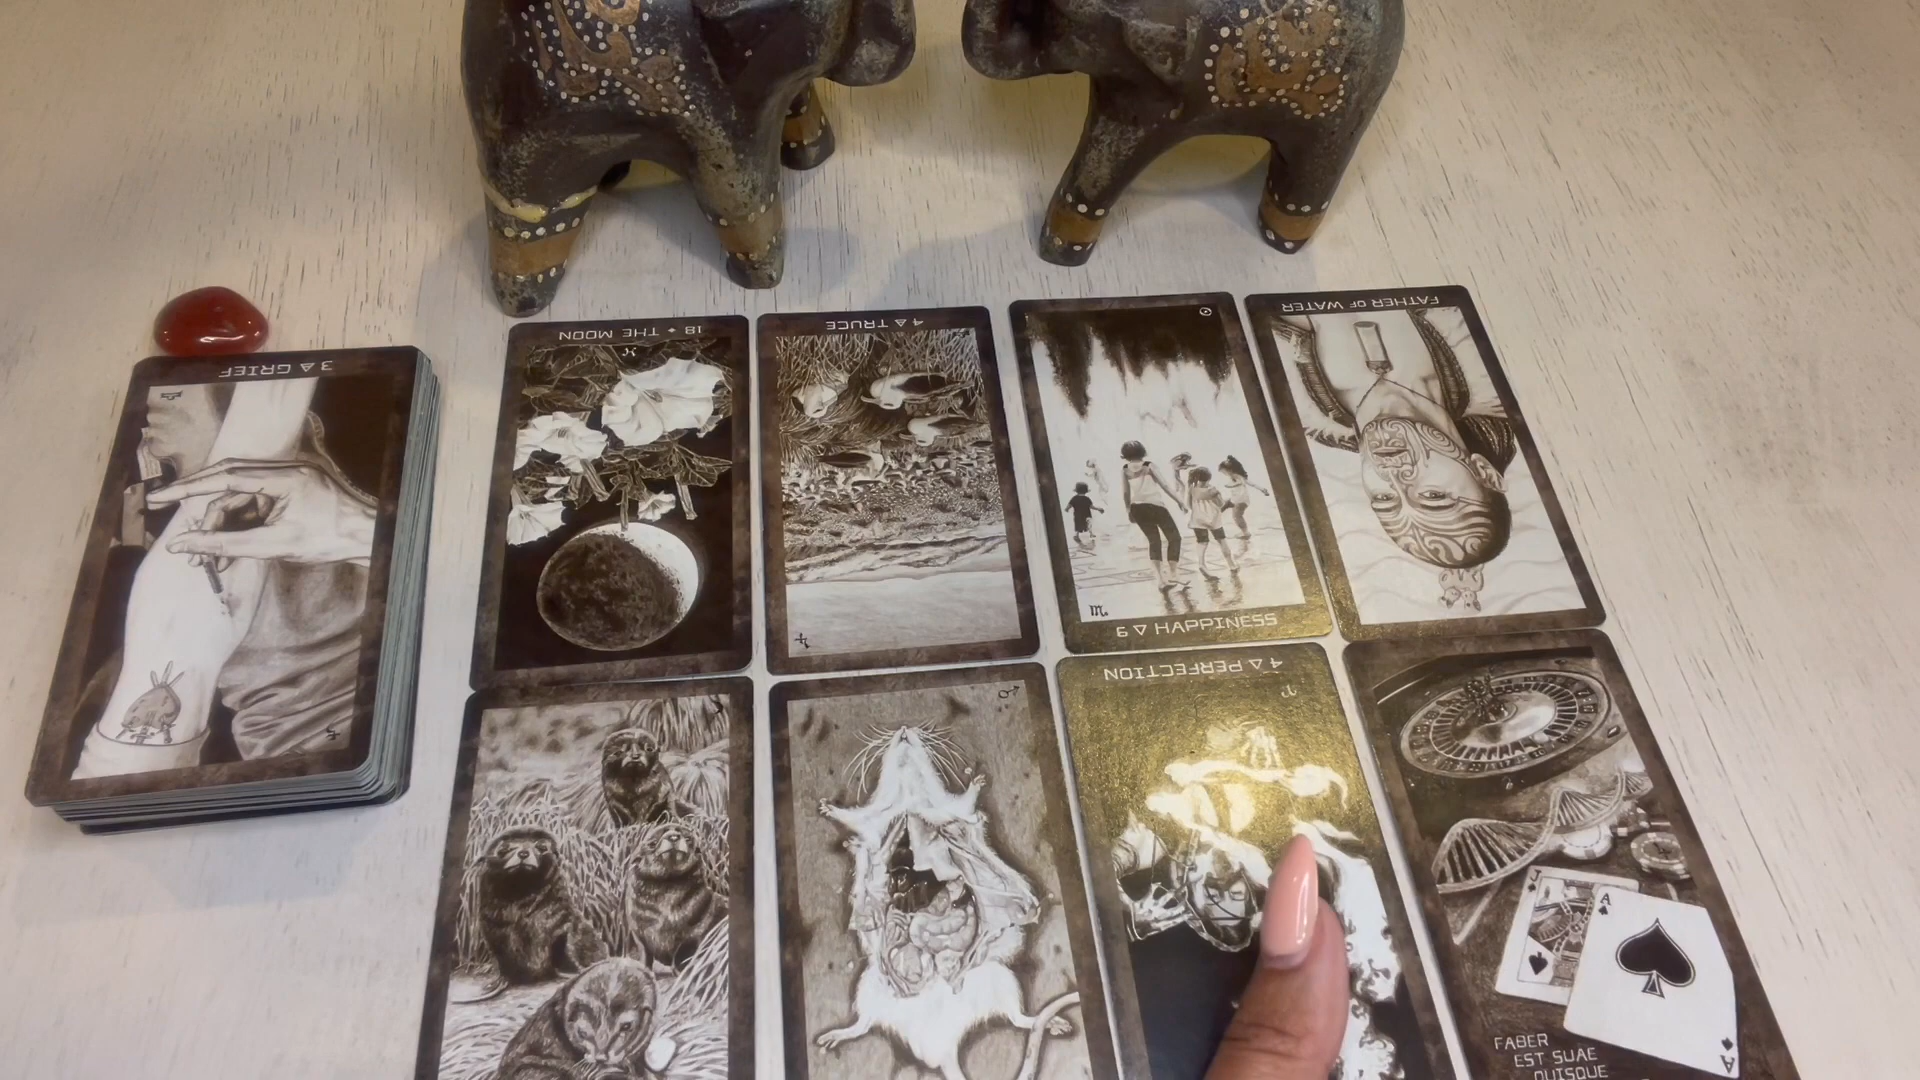 18 • THE MOON
4 △ TRUCE
FATHER OF WATER
3 △ GRIEF
9 ▽ HAPPINESS
4 △ PERFECTION
J
A
A
FABER
EST SUAE
QUISQUE